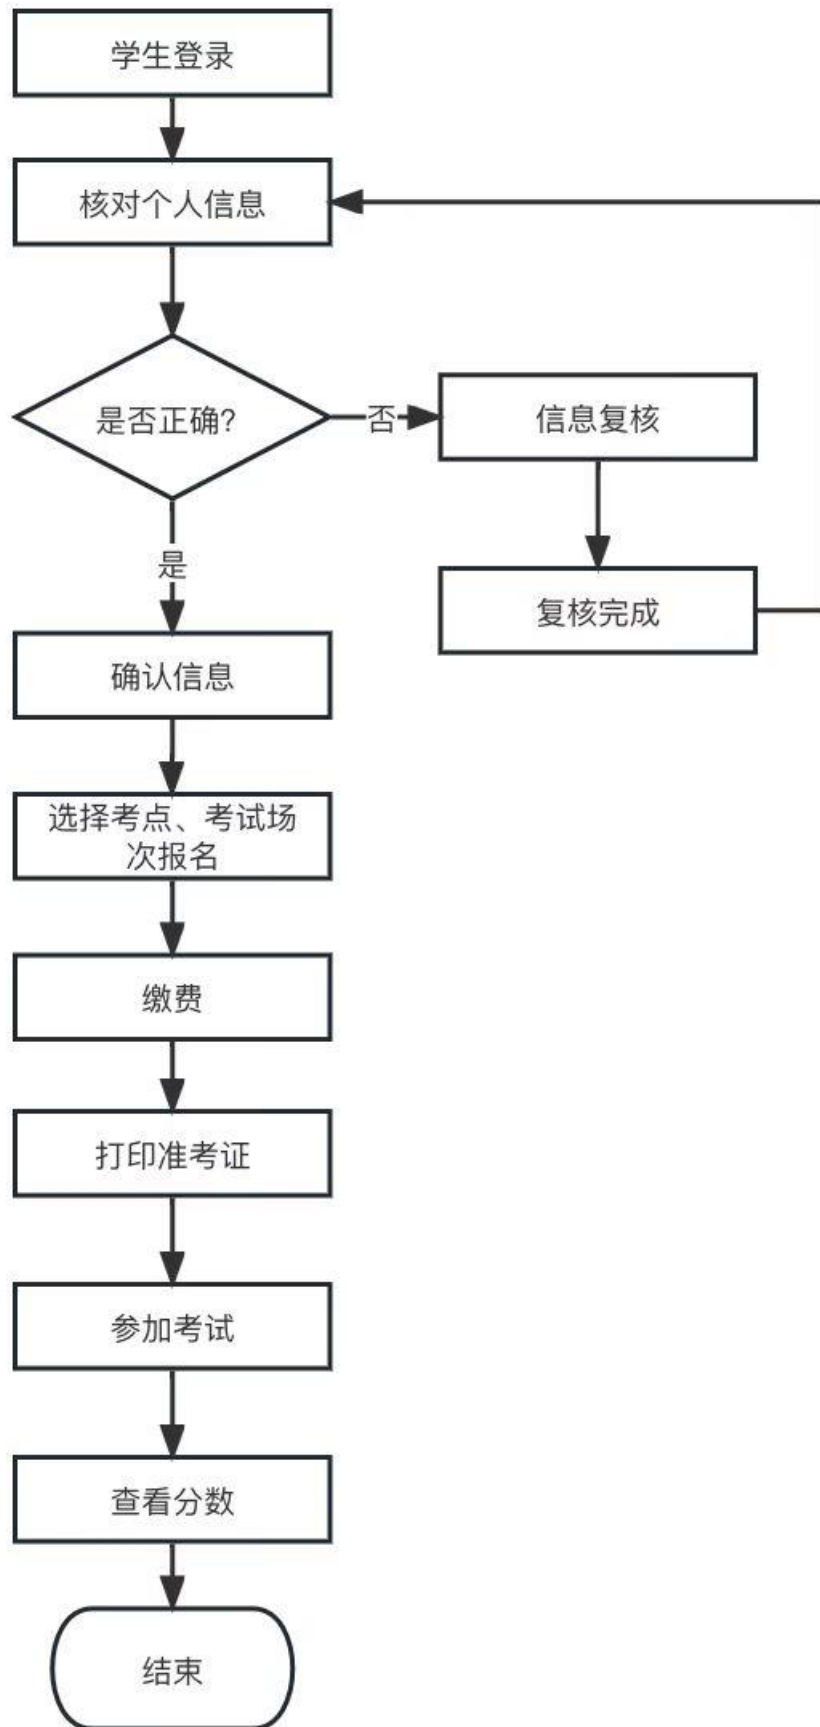 学生登录
核对个人信息
是否正确?
否
信息复核
是
复核完成
确认信息
选择考点、考试场
次报名
缴费
打印准考证
参加考试
查看分数
结束